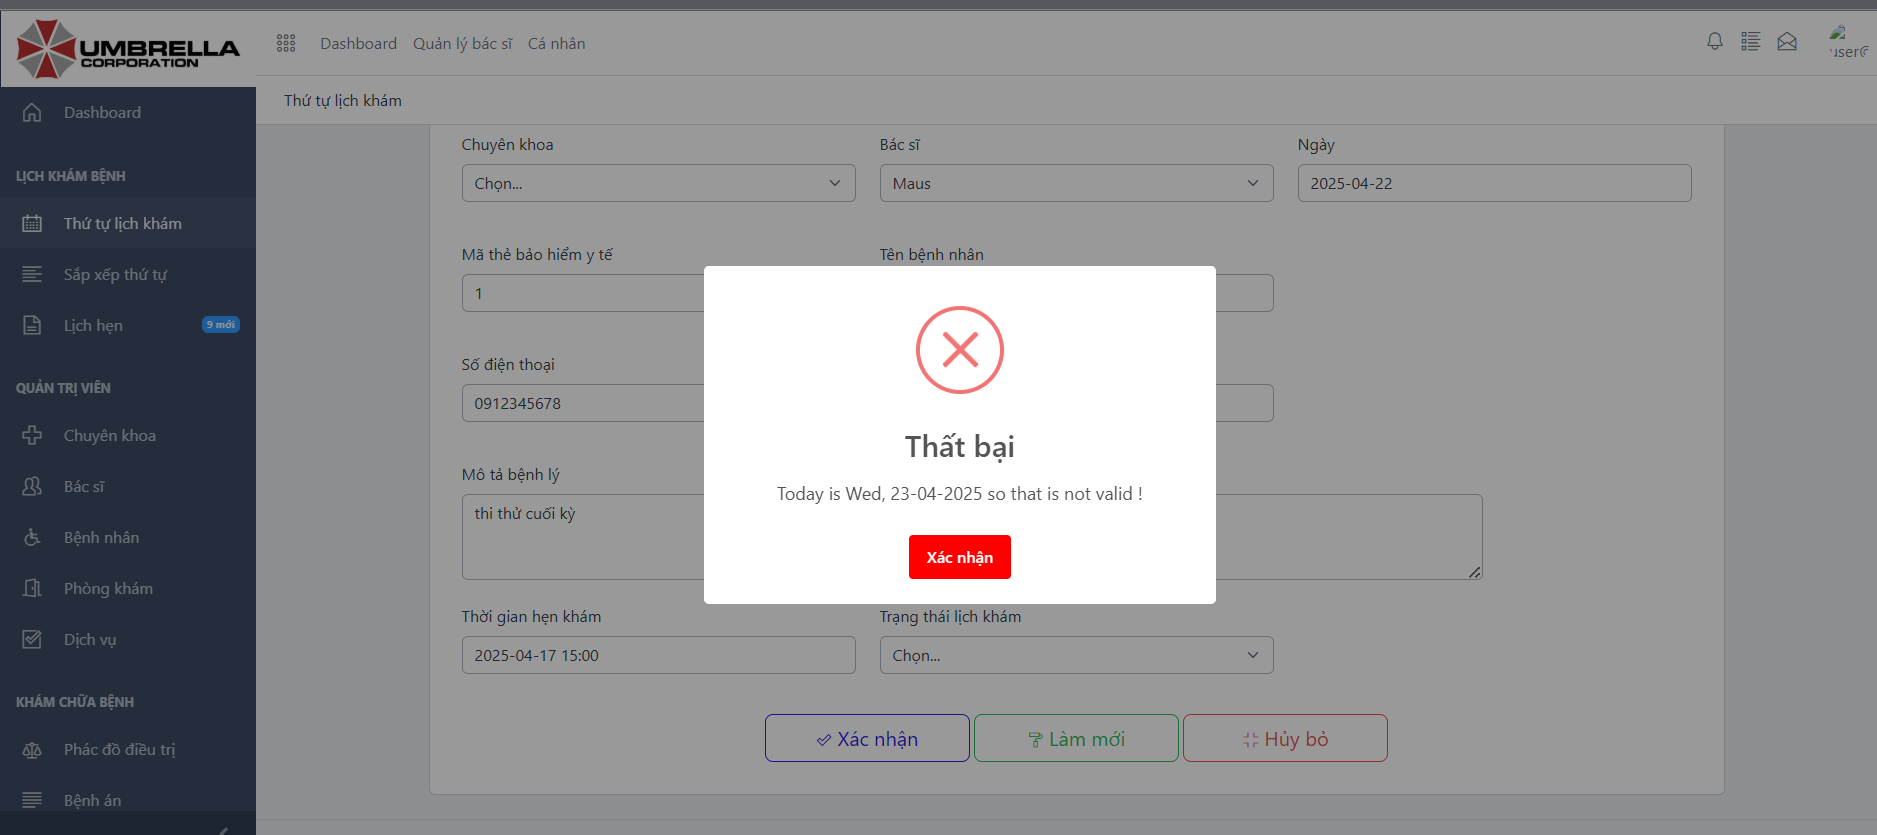 UMBRELLA
CORPORATION
Dashboard
Quản lý bác sĩ
Cá nhân
user@
Thứ tự lịch khám
Dashboard
LỊCH KHÁM BỆNH
Thứ tự lịch khám
Sắp xếp thứ tự
Lịch hẹn
9 mới
QUẢN TRỊ VIÊN
Chuyên khoa
Bác sĩ
Bệnh nhân
Phòng khám
Dịch vụ
KHÁM CHỮA BỆNH
Phác đồ điều trị
Bệnh án
Chuyên khoa
Chọn...
Bác sĩ
Maus
Ngày
2025-04-22
Mã thẻ bảo hiểm y tế
1
Tên bệnh nhân
Số điện thoại
0912345678
Mô tả bệnh lý
thi thử cuối kỳ
Thất bại
Today is Wed, 23-04-2025 so that is not valid !
Xác nhận
Thời gian hẹn khám
2025-04-17 15:00
Trạng thái lịch khám
Chọn...
Xác nhận
Làm mới
Hủy bỏ